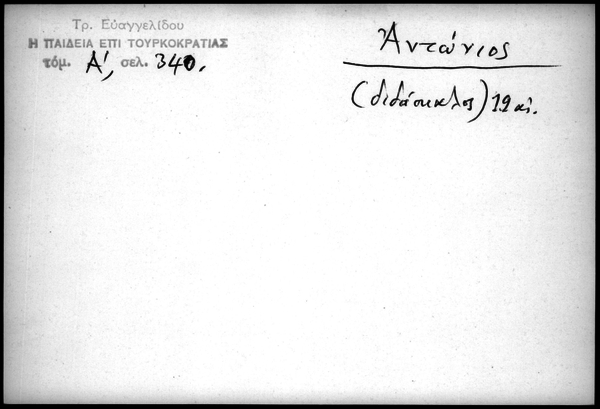 Τρ. Εὐαγγελίδου
Η ΠΑΙΔΕΙΑ ΕΠΙ ΤΟΥΡΚΟΚΡΑΤΙΑΣ
τόμ. Α', σελ. 340.
Ἀντώνιος
(διδάσκαλος) 19 αἰ.